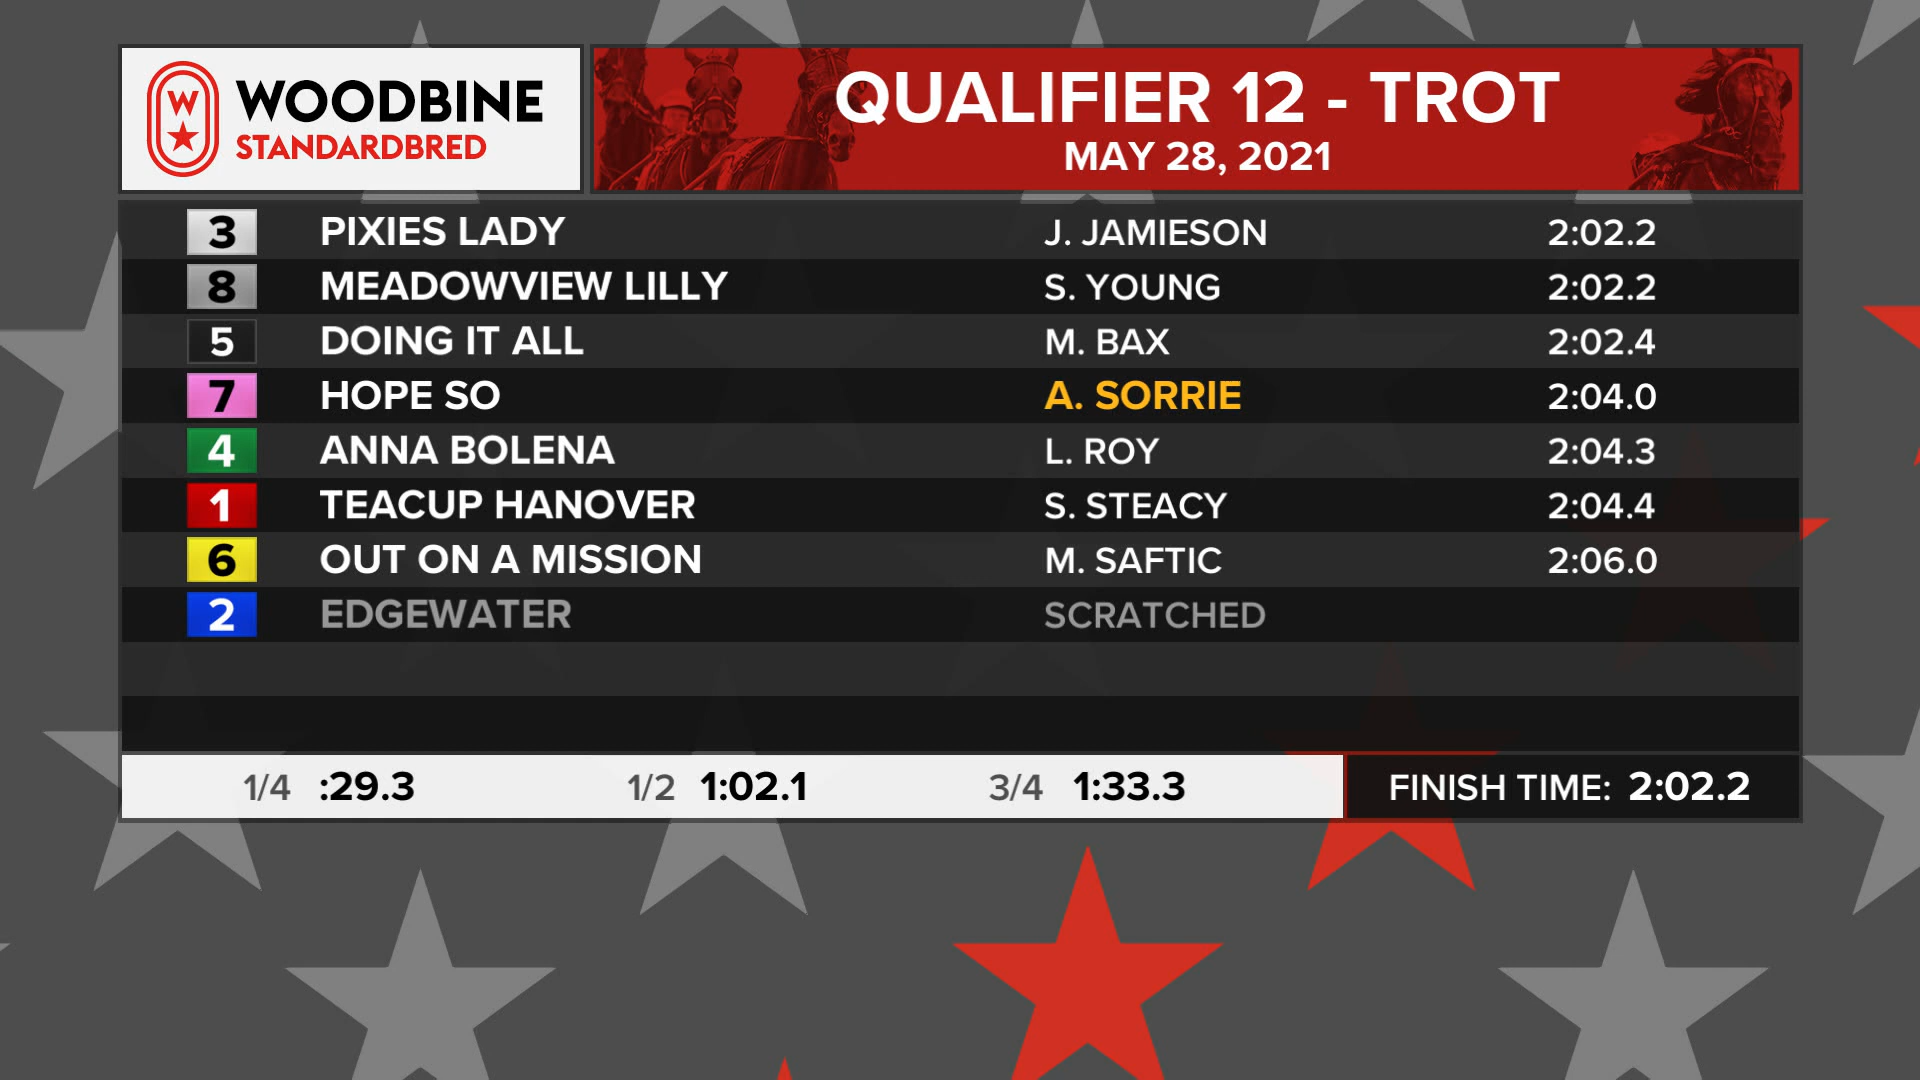 W
WOODBINE
STANDARDBRED
QUALIFIER 12 - TROT
MAY 28, 2021
3 PIXIES LADY J. JAMIESON 2:02.2
8 MEADOWVIEW LILLY S. YOUNG 2:02.2
5 DOING IT ALL M. BAX 2:02.4
7 HOPE SO A. SORRIE 2:04.0
4 ANNA BOLENA L. ROY 2:04.3
1 TEACUP HANOVER S. STEACY 2:04.4
6 OUT ON A MISSION M. SAFTIC 2:06.0
2 EDGEWATER SCRATCHED
1/4 :29.3 1/2 1:02.1 3/4 1:33.3 FINISH TIME: 2:02.2